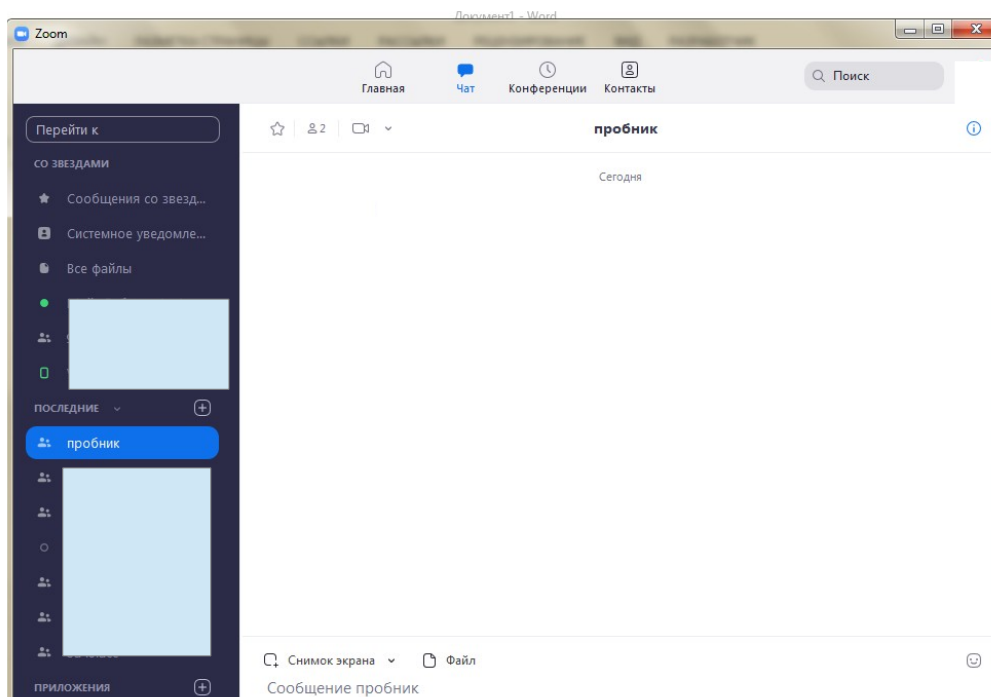 Документ1 - Word
Zoom
Главная
Чат
Конференции
Контакты
Поиск
Перейти к
2
пробник
СО ЗВЕЗДАМИ
Сегодня
Сообщения со звезд...
Системное уведомле...
Все файлы
ПОСЛЕДНИЕ
пробник
Снимок экрана
Файл
ПРИЛОЖЕНИЯ
Сообщение пробник